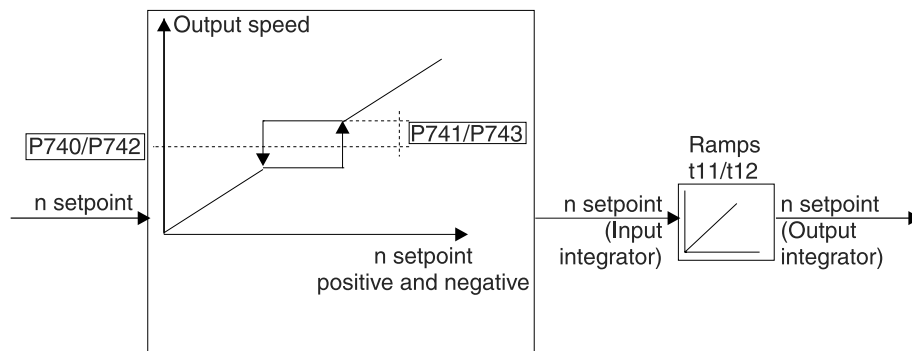 Output speed
P740/P742
P741/P743
n setpoint
n setpoint
positive and negative
n setpoint
(Input
integrator)
Ramps
t11/t12
n setpoint
(Output
integrator)